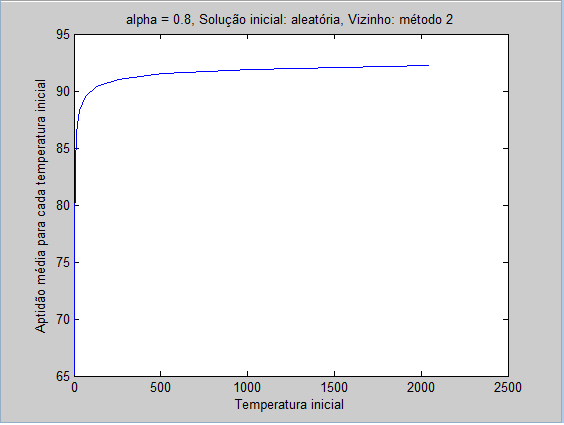 alpha = 0.8, Solução inicial: aleatória, Vizinho: método 2
Aptidão média para cada temperatura inicial
95
90
85
80
75
70
65
0 500 1000 1500 2000 2500
Temperatura inicial